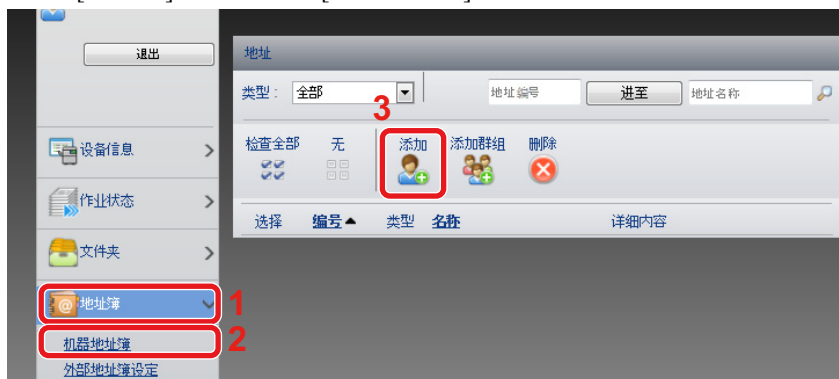 退出
设备信息
作业状态
文件夹
地址簿
1
机器地址簿
2
外部地址簿设定
地址
类型：
全部
地址编号
进至
地址名称
3
检查全部
无
添加
添加群组
删除
选择
编号▲
类型
名称
详细内容